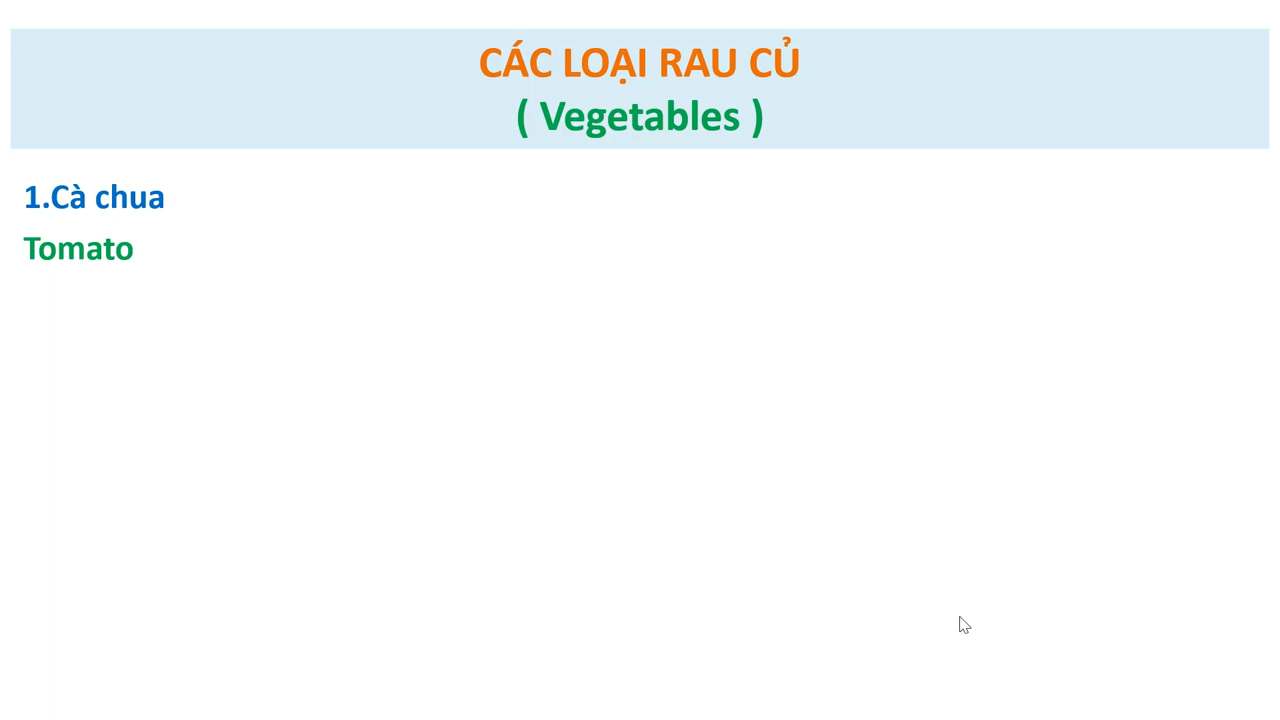 CÁC LOẠI RAU CỦ
( Vegetables )
1.Cà chua
Tomato